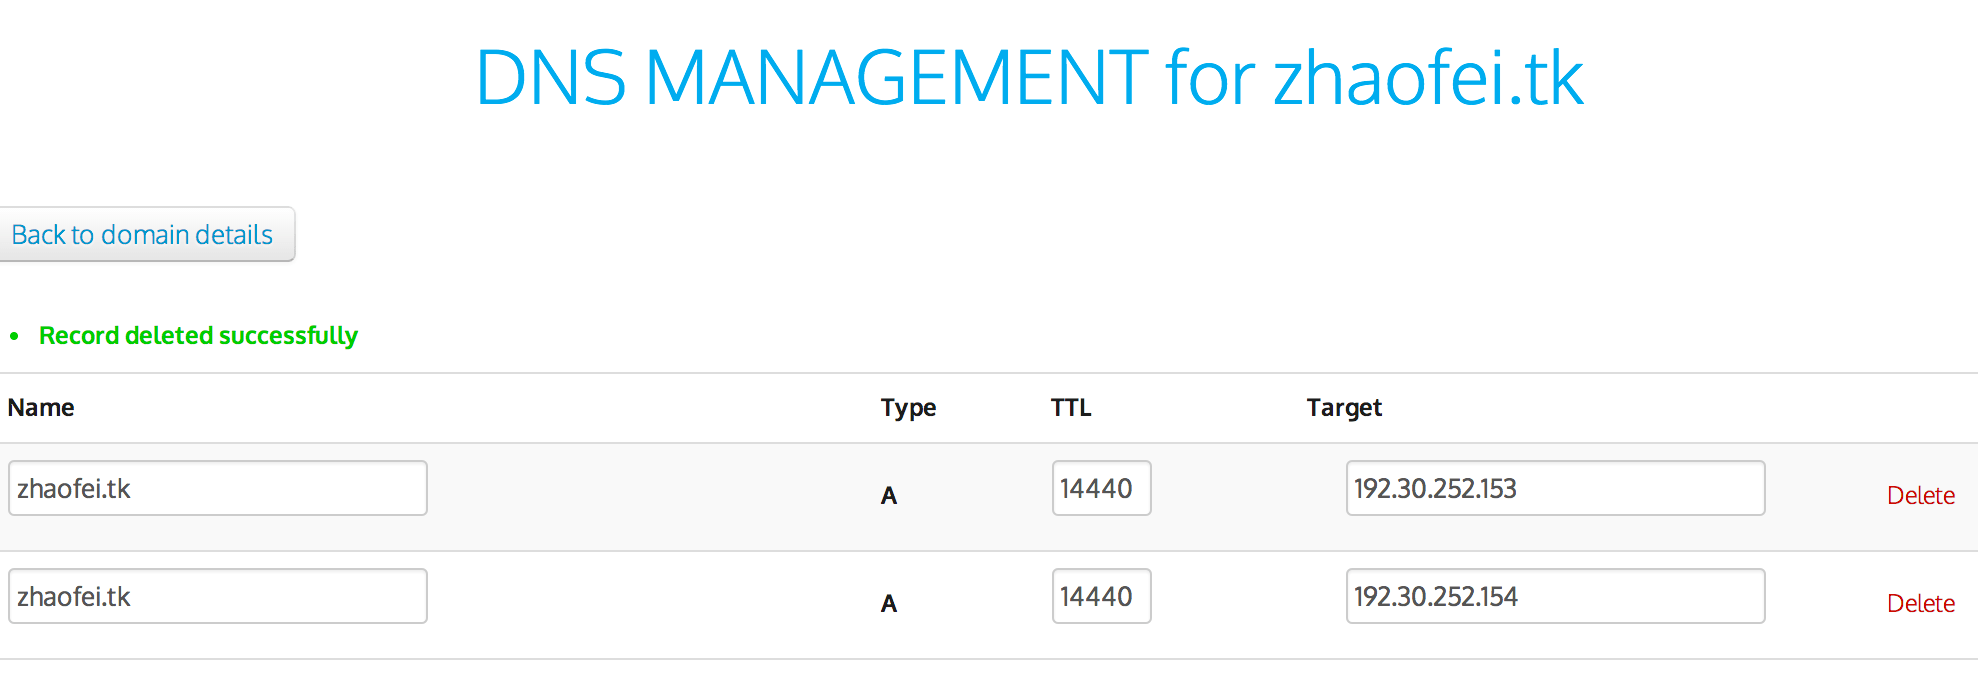 DNS MANAGEMENT for zhaofei.tk
Back to domain details
Record deleted successfully
Name Type TTL Target
zhaofei.tk A 14440 192.30.252.153 Delete
zhaofei.tk A 14440 192.30.252.154 Delete